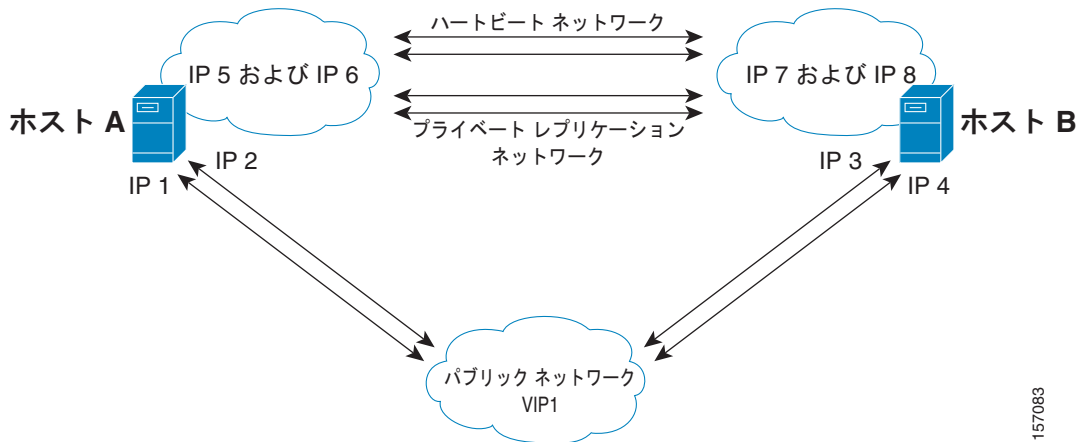 ハートビート ネットワーク
IP 5 および IP 6
IP 7 および IP 8
ホスト A
ホスト B
プライベート レプリケーション
ネットワーク
IP 2
IP 3
IP 1
IP 4
パブリック ネットワーク
VIP1
157083